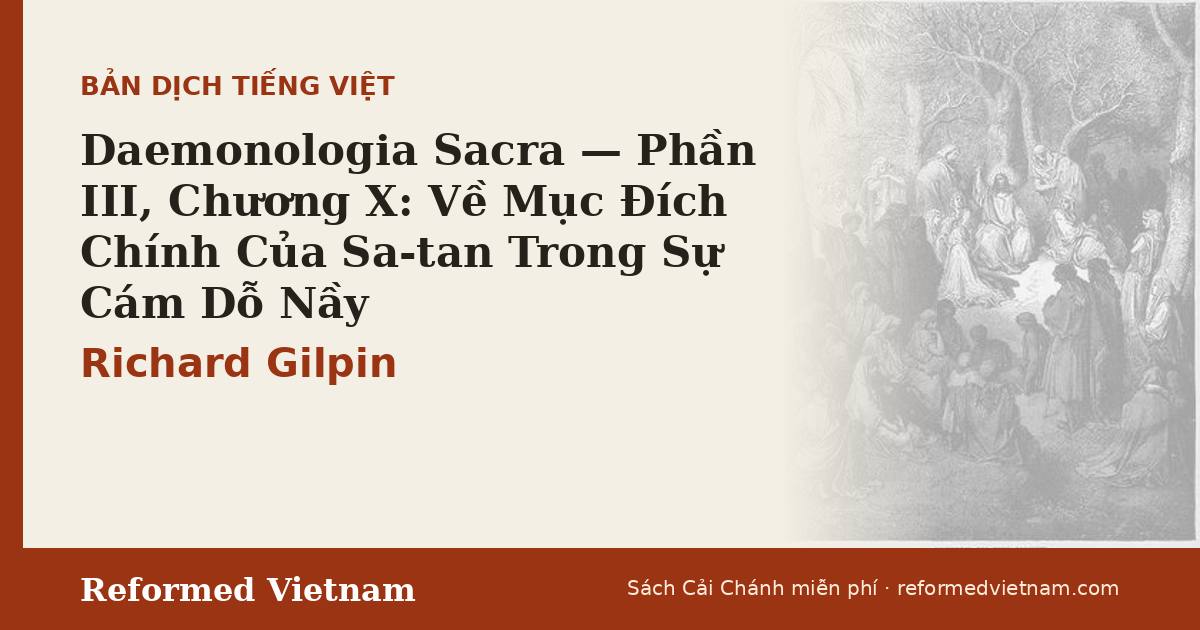 BẢN DỊCH TIẾNG VIỆT
Daemonologia Sacra — Phần
III, Chương X: Về Mục Đích
Chính Của Sa-tan Trong Sự
Cám Dỗ Nầy
Richard Gilpin
Reformed Vietnam
Sách Cải Chánh miễn phí · reformedvietnam.com